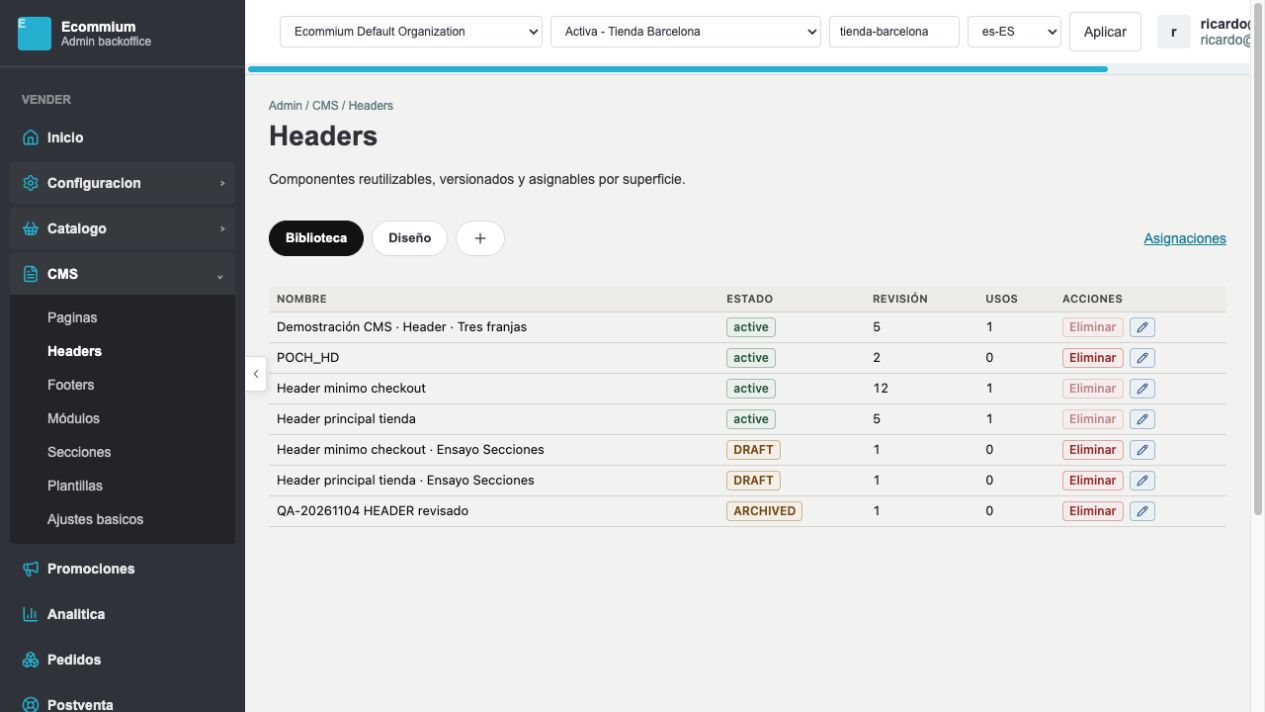 E
Ecommium
Admin backoffice
Ecommium Default Organization
Activa - Tienda Barcelona
tienda-barcelona
es-ES
Aplicar
r
ricardo@
ricardo@
VENDER
Inicio
Configuracion
Catalogo
CMS
Paginas
Headers
Footers
Módulos
Secciones
Plantillas
Ajustes basicos
Promociones
Analitica
Pedidos
Postventa
Admin / CMS / Headers
Headers
Componentes reutilizables, versionados y asignables por superficie.
Biblioteca Diseño +
Asignaciones
NOMBRE ESTADO REVISIÓN USOS ACCIONES
Demostración CMS · Header · Tres franjas active 5 1 Eliminar
POCH_HD active 2 0 Eliminar
Header minimo checkout active 12 1 Eliminar
Header principal tienda active 5 1 Eliminar
Header minimo checkout · Ensayo Secciones DRAFT 1 0 Eliminar
Header principal tienda · Ensayo Secciones DRAFT 1 0 Eliminar
QA-20261104 HEADER revisado ARCHIVED 1 0 Eliminar